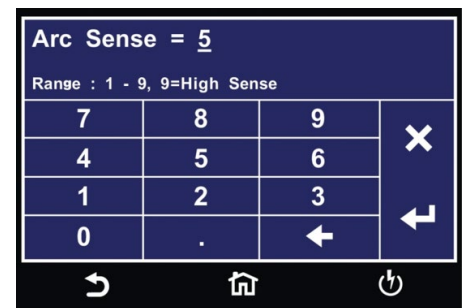 Arc Sense = 5
Range : 1 - 9, 9=High Sense
7 8 9
4 5 6
1 2 3
0 .